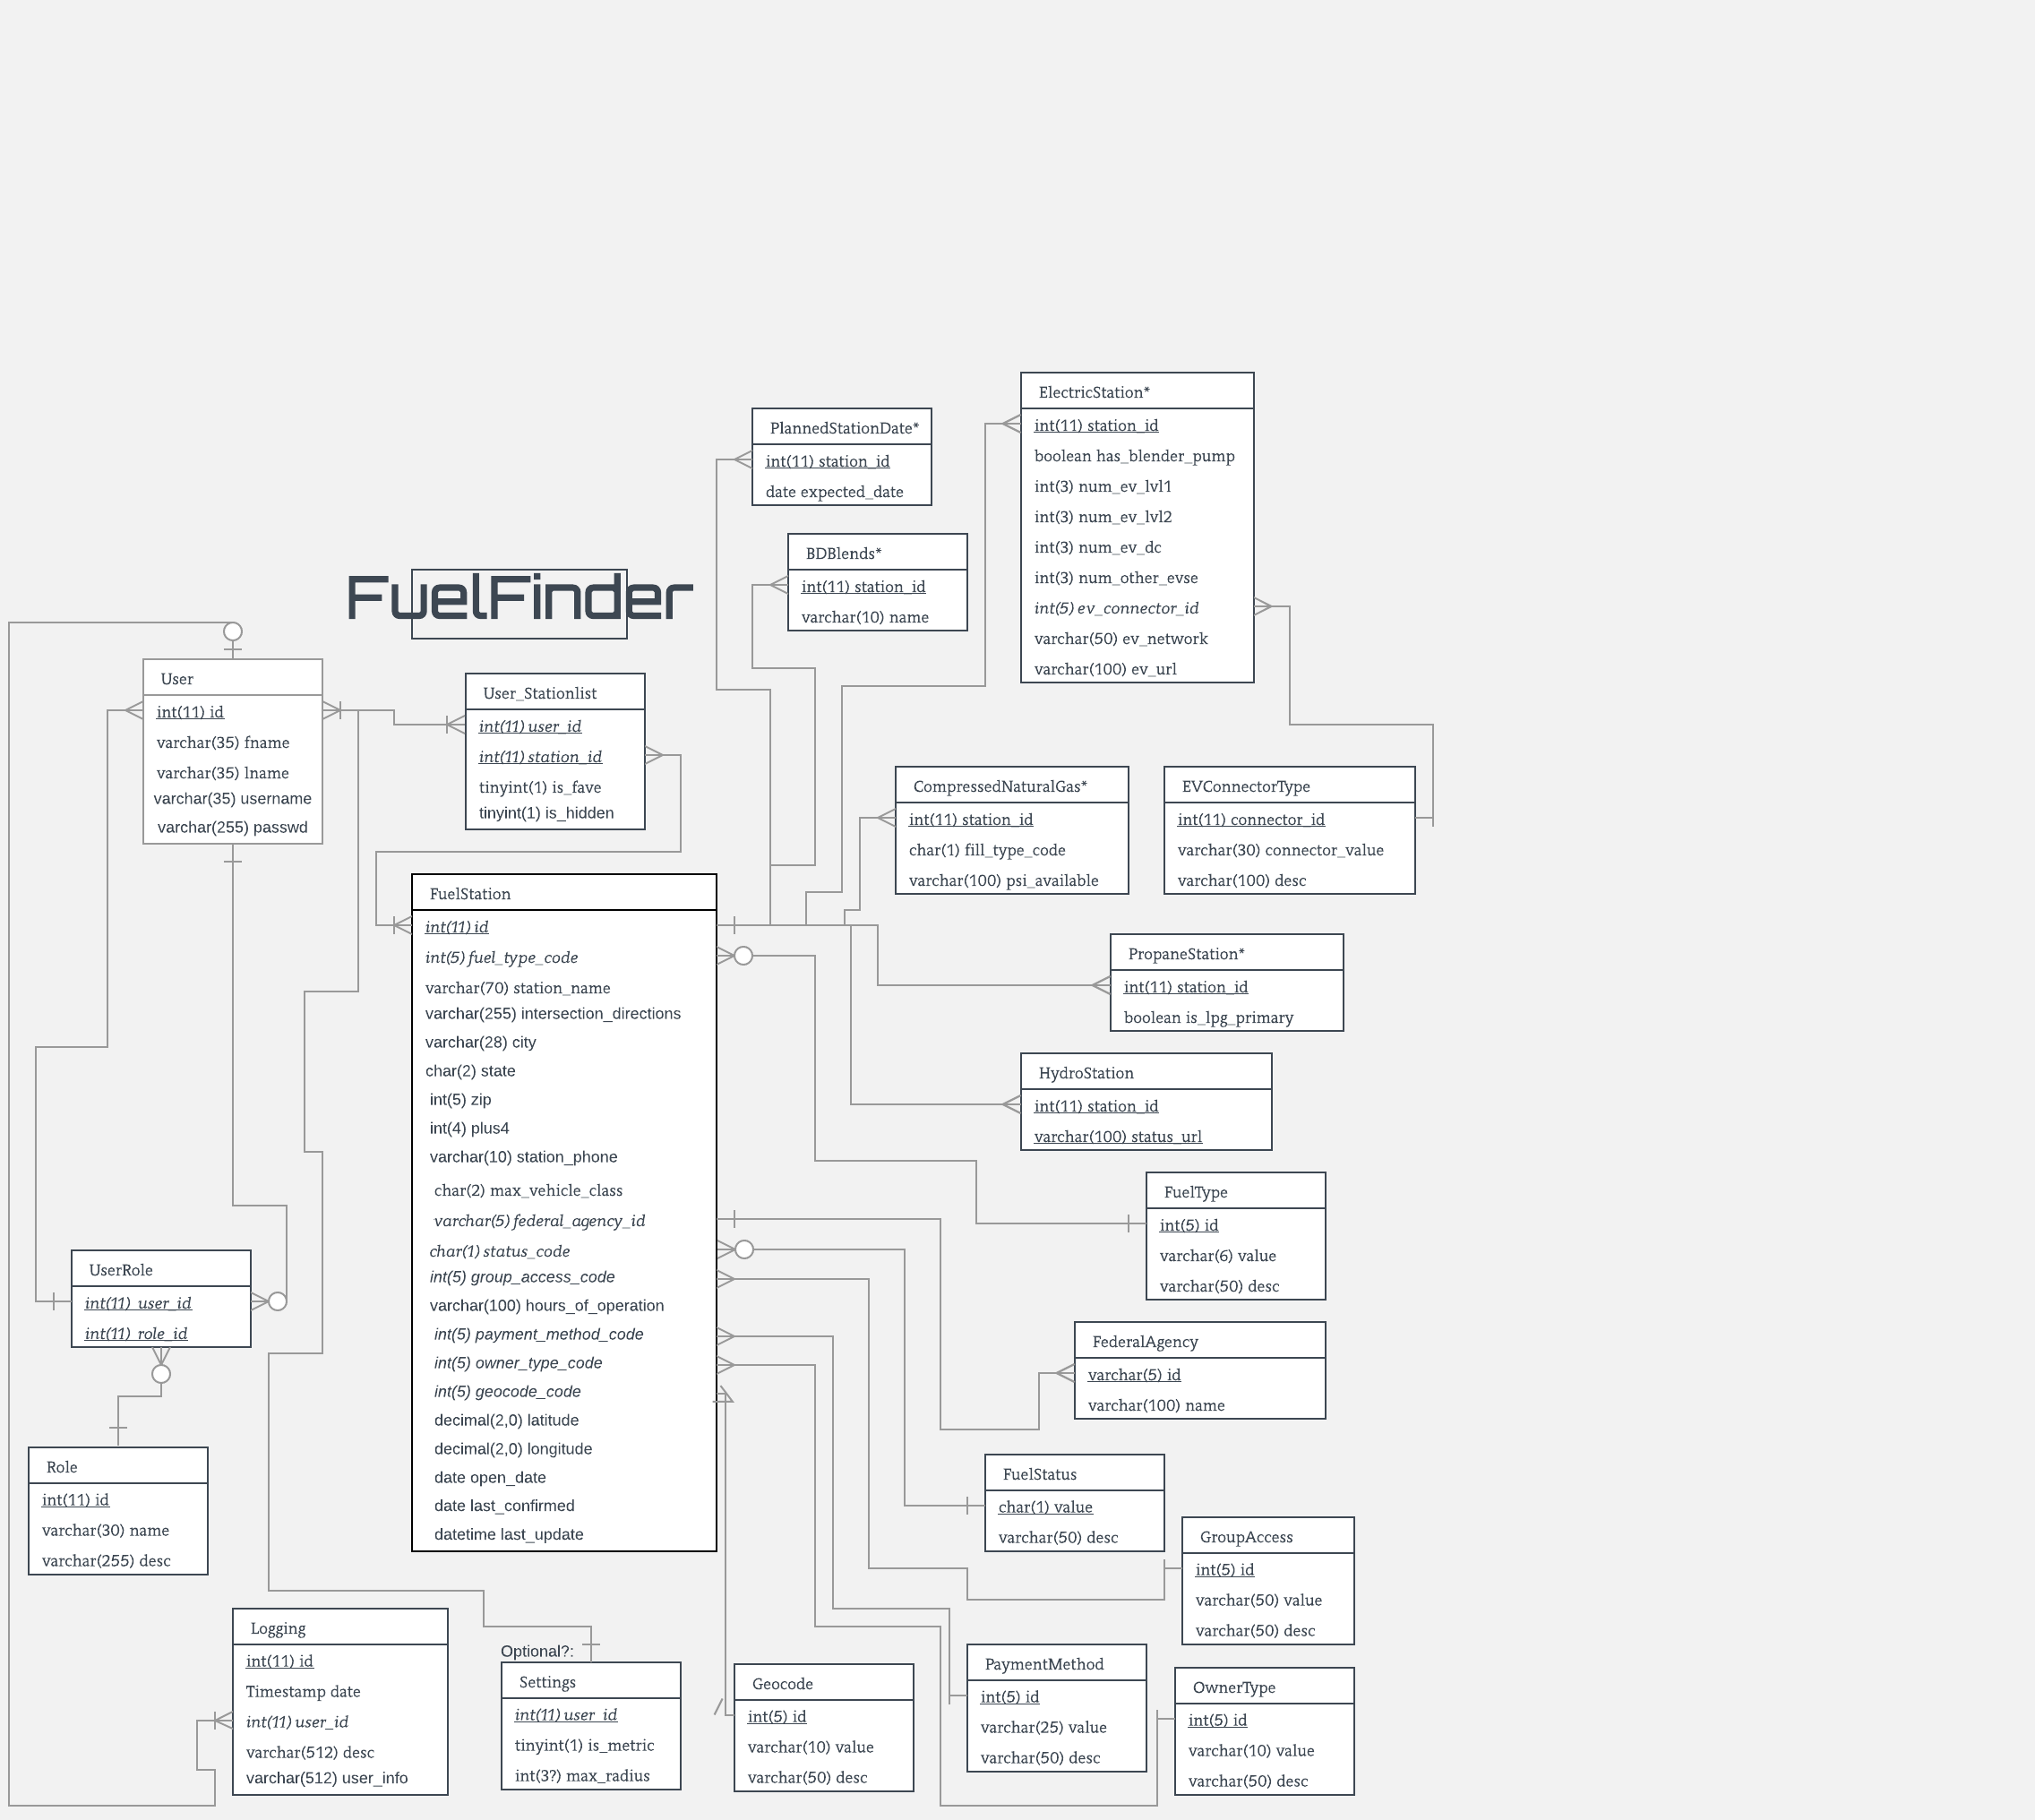 ElectricStation*
int(11) station_id
boolean has_blender_pump
int(3) num_ev_lvl1
int(3) num_ev_lvl2
int(3) num_ev_dc
int(3) num_other_evse
int(5) ev_connector_id
varchar(50) ev_network
varchar(100) ev_url
PlannedStationDate*
int(11) station_id
date expected_date
BDBlends*
int(11) station_id
varchar(10) name
FuelFinder
User
int(11) id
varchar(35) fname
varchar(35) lname
varchar(35) username
varchar(255) passwd
User_Stationlist
int(11) user_id
int(11) station_id
tinyint(1) is_fave
tinyint(1) is_hidden
CompressedNaturalGas*
int(11) station_id
char(1) fill_type_code
varchar(100) psi_available
EVConnectorType
int(11) connector_id
varchar(30) connector_value
varchar(100) desc
FuelStation
int(11) id
int(5) fuel_type_code
varchar(70) station_name
varchar(255) intersection_directions
varchar(28) city
char(2) state
int(5) zip
int(4) plus4
varchar(10) station_phone
char(2) max_vehicle_class
varchar(5) federal_agency_id
char(1) status_code
int(5) group_access_code
varchar(100) hours_of_operation
int(5) payment_method_code
int(5) owner_type_code
int(5) geocode_code
decimal(2,0) latitude
decimal(2,0) longitude
date open_date
date last_confirmed
datetime last_update
PropaneStation*
int(11) station_id
boolean is_lpg_primary
HydroStation
int(11) station_id
varchar(100) status_url
FuelType
int(5) id
varchar(6) value
varchar(50) desc
UserRole
int(11) user_id
int(11) role_id
FederalAgency
varchar(5) id
varchar(100) name
Role
int(11) id
varchar(30) name
varchar(255) desc
FuelStatus
char(1) value
varchar(50) desc
GroupAccess
int(5) id
varchar(50) value
varchar(50) desc
Logging
int(11) id
Timestamp date
int(11) user_id
varchar(512) desc
varchar(512) user_info
Optional?:
Settings
int(11) user_id
tinyint(1) is_metric
int(3?) max_radius
Geocode
int(5) id
varchar(10) value
varchar(50) desc
PaymentMethod
int(5) id
varchar(25) value
varchar(50) desc
OwnerType
int(5) id
varchar(10) value
varchar(50) desc